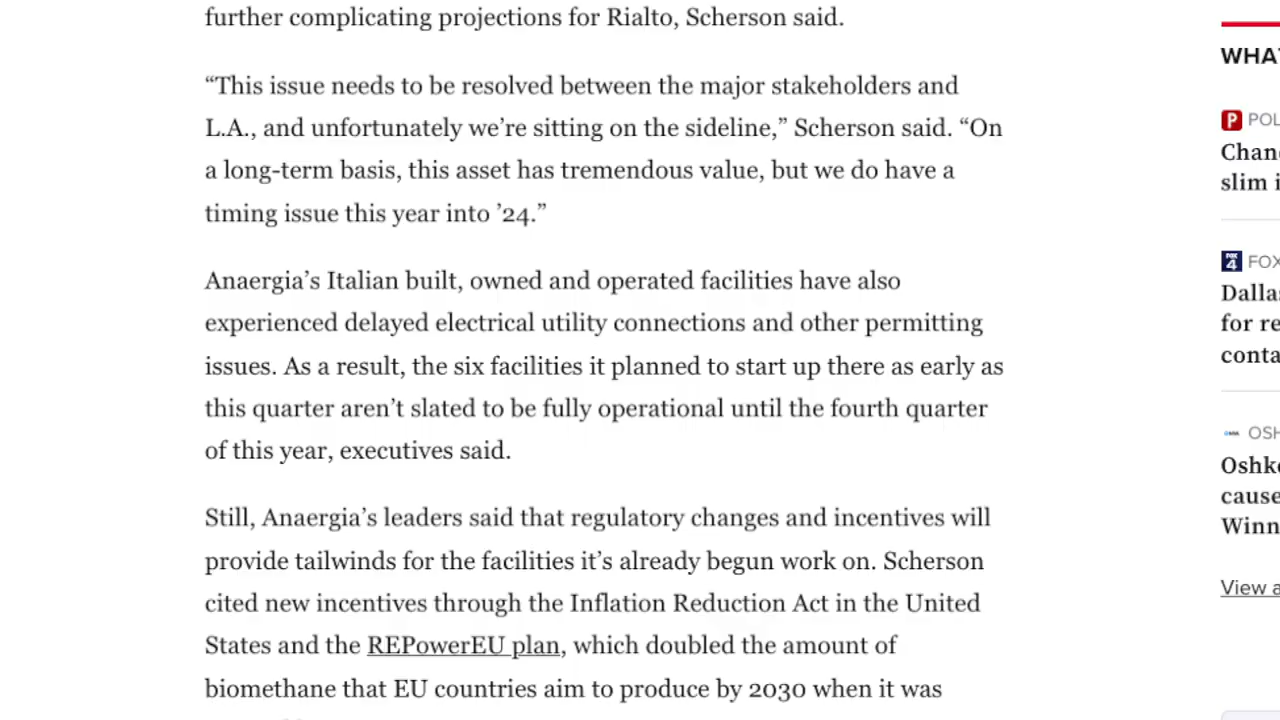 further complicating projections for Rialto, Scherson said.
“This issue needs to be resolved between the major stakeholders and
L.A., and unfortunately we’re sitting on the sideline,” Scherson said. “On
a long-term basis, this asset has tremendous value, but we do have a
timing issue this year into ’24.”
Anaergia’s Italian built, owned and operated facilities have also
experienced delayed electrical utility connections and other permitting
issues. As a result, the six facilities it planned to start up there as early as
this quarter aren’t slated to be fully operational until the fourth quarter
of this year, executives said.
Still, Anaergia’s leaders said that regulatory changes and incentives will
provide tailwinds for the facilities it’s already begun work on. Scherson
cited new incentives through the Inflation Reduction Act in the United
States and the REPowerEU plan, which doubled the amount of
biomethane that EU countries aim to produce by 2030 when it was
WHAT
P POL
Chang
slim i
FOX 4 FOX
Dallas
for re
conta
OSH
Oshko
cause
Winn
View a